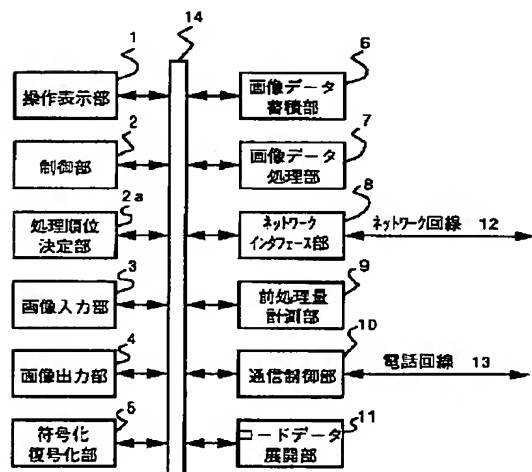 14
1
操作表示部
2
制御部
2a
処理順位
決定部
3
画像入力部
4
画像出力部
5
符号化
復号化部
6
画像データ
蓄積部
7
画像データ
処理部
8
ネットワーク
インタフェース部
ネットワーク回線 12
9
前処理量
計測部
10
通信制御部
電話回線 13
11
コードデータ
展開部